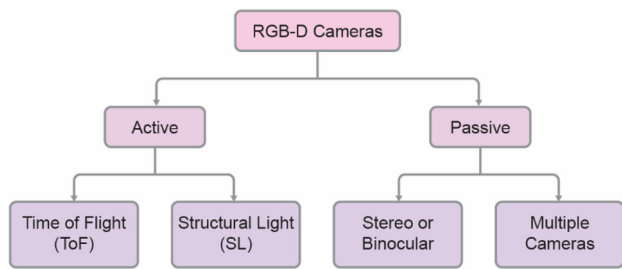 RGB-D Cameras
Active
Passive
Time of Flight
(ToF)
Structural Light
(SL)
Stereo or
Binocular
Multiple
Cameras